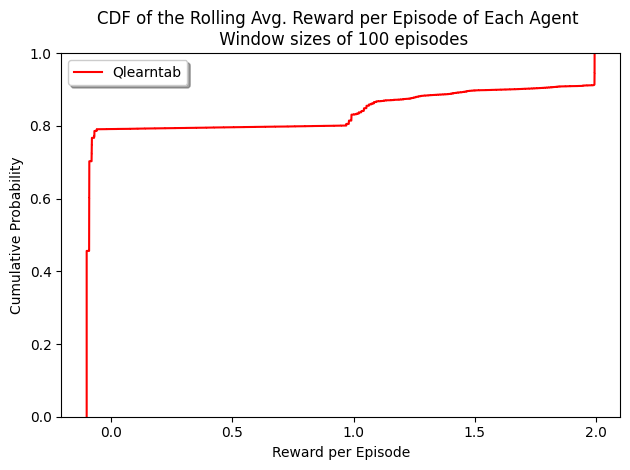 CDF of the Rolling Avg. Reward per Episode of Each Agent
Window sizes of 100 episodes
Qlearntab
1.0
0.8
0.6
0.4
0.2
0.0
Cumulative Probability
0.0 0.5 1.0 1.5 2.0
Reward per Episode